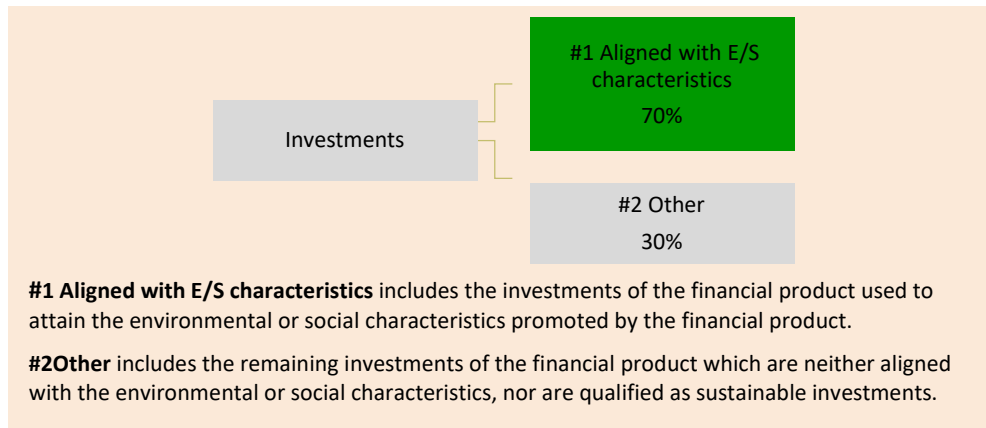 #1 Aligned with E/S
characteristics
70%
Investments
#2 Other
30%
#1 Aligned with E/S characteristics includes the investments of the financial product used to
attain the environmental or social characteristics promoted by the financial product.
#2Other includes the remaining investments of the financial product which are neither aligned
with the environmental or social characteristics, nor are qualified as sustainable investments.